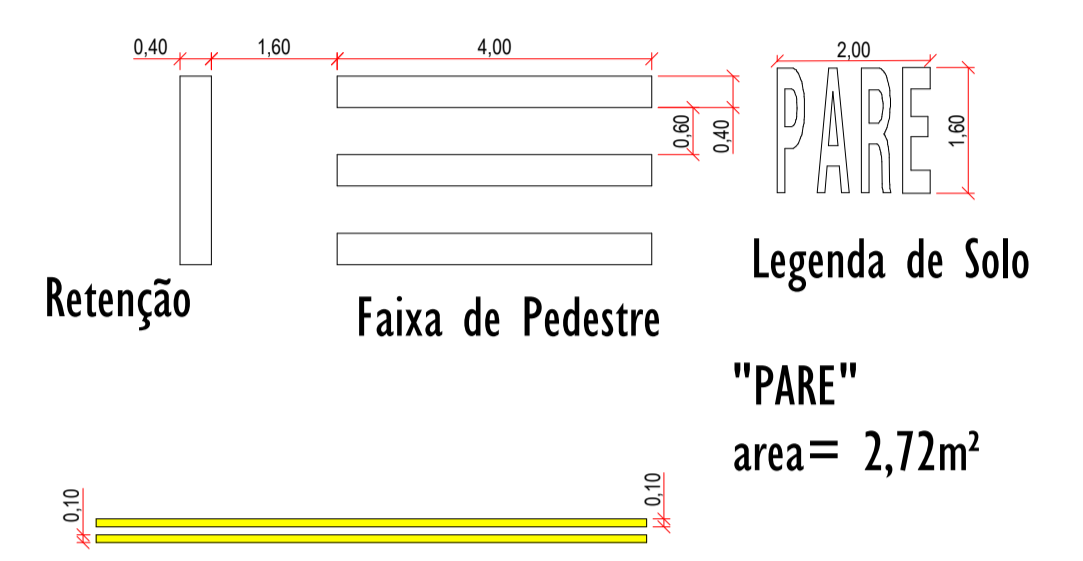 0,40
1,60
4,00
2,00
0,60
0,40
PARE
1,60
Retenção
Faixa de Pedestre
Legenda de Solo
"PARE"
area= 2,72m²
0,10
0,10